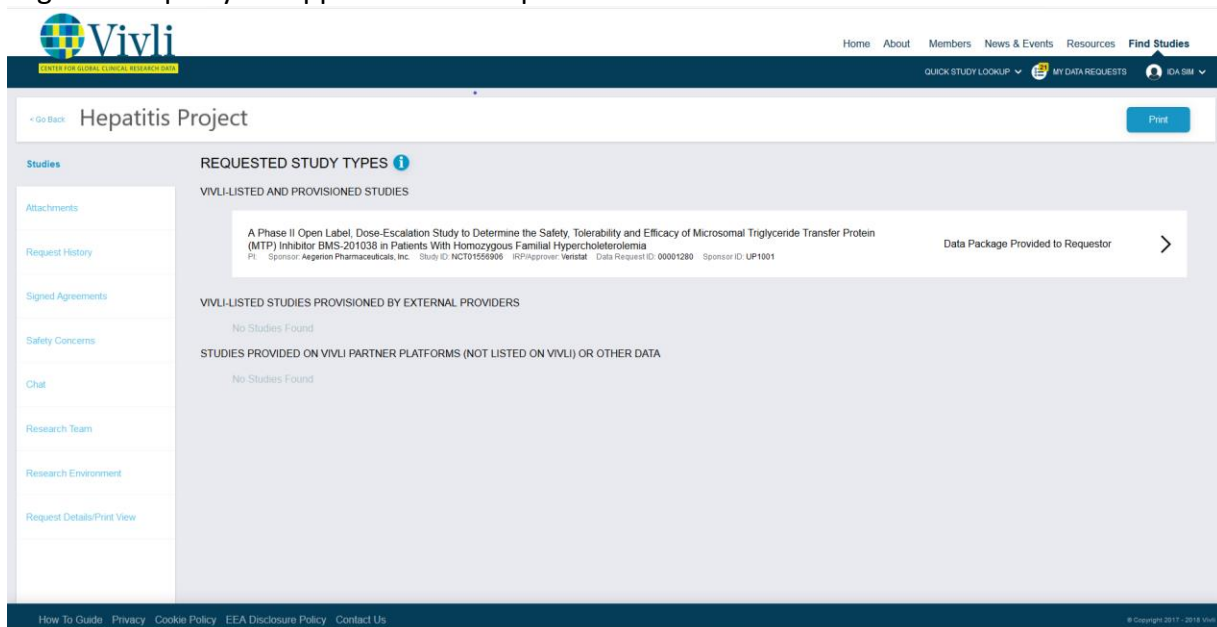 Vivli
CENTER FOR GLOBAL CLINICAL RESEARCH DATA
Home About Members News & Events Resources Find Studies
QUICK STUDY LOOKUP 21 MY DATA REQUESTS IDA SIM
< Go Back Hepatitis Project Print
Studies
Attachments
Request History
Signed Agreements
Safety Concerns
Chat
Research Team
Research Environment
Request Details/Print View
REQUESTED STUDY TYPES i
VIVLI-LISTED AND PROVISIONED STUDIES
A Phase II Open Label, Dose-Escalation Study to Determine the Safety, Tolerability and Efficacy of Microsomal Triglyceride Transfer Protein
(MTP) Inhibitor BMS-201038 in Patients With Homozygous Familial Hypercholeterolemia
PI: Sponsor: Aegerion Pharmaceuticals, Inc. Study ID: NCT01556906 IRP/Approver: Veristat Data Request ID: 00001280 Sponsor ID: UP1001
Data Package Provided to Requestor
VIVLI-LISTED STUDIES PROVISIONED BY EXTERNAL PROVIDERS
No Studies Found
STUDIES PROVIDED ON VIVLI PARTNER PLATFORMS (NOT LISTED ON VIVLI) OR OTHER DATA
No Studies Found
How To Guide Privacy Cookie Policy EEA Disclosure Policy Contact Us
© Copyright 2017 - 2018 Vivli